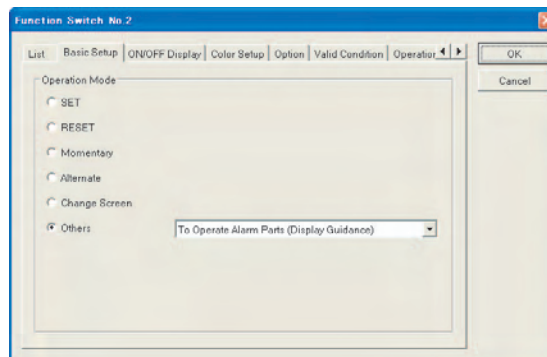 Function Switch No.2
List Basic Setup ON/OFF Display Color Setup Option Valid Condition Operation
OK
Cancel
Operation Mode
SET
RESET
Momentary
Alternate
Change Screen
Others To Operate Alarm Parts (Display Guidance)